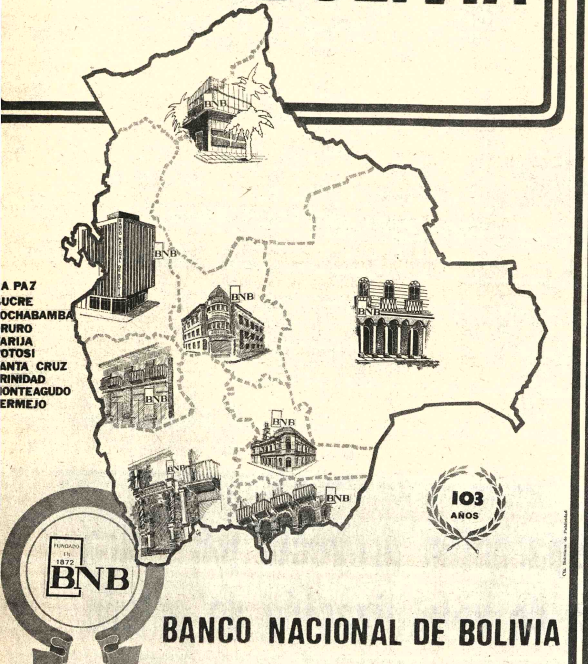 BOLIVIA
BNB
BNB
BNB
BNB
A PAZ
UCRE
OCHABAMBA
RURO
ARIJA
OTOSI
ANTA CRUZ
RINIDAD
ONTEAGUDO
ERMEJO
BNB
BNB
BNB
BNB
103
AÑOS
FUNDADO
EN
1872
BNB
BANCO NACIONAL DE BOLIVIA